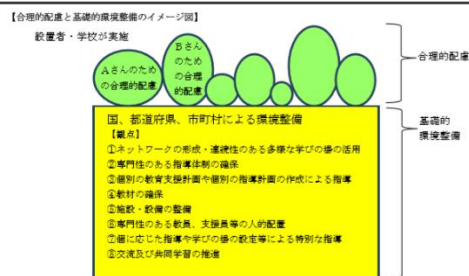 【合理的配慮と基礎的環境整備のイメージ図】
設置者・学校が実施
Aさんのため
の合理的配慮
Bさん
のため
の合理
的配慮
合理的配慮
国、都道府県、市町村による環境整備
【観点】
①ネットワークの形成・連続性のある多様な学びの場の活用
②専門性のある指導体制の確保
③個別の教育支援計画や個別の指導計画の作成による指導
④教材の確保
⑤施設・設備の整備
⑥専門性のある教員、支援員等の人的配置
⑦個に応じた指導や学びの場の設定等による特別な指導
⑧交流及び共同学習の推進
基礎的
環境整備